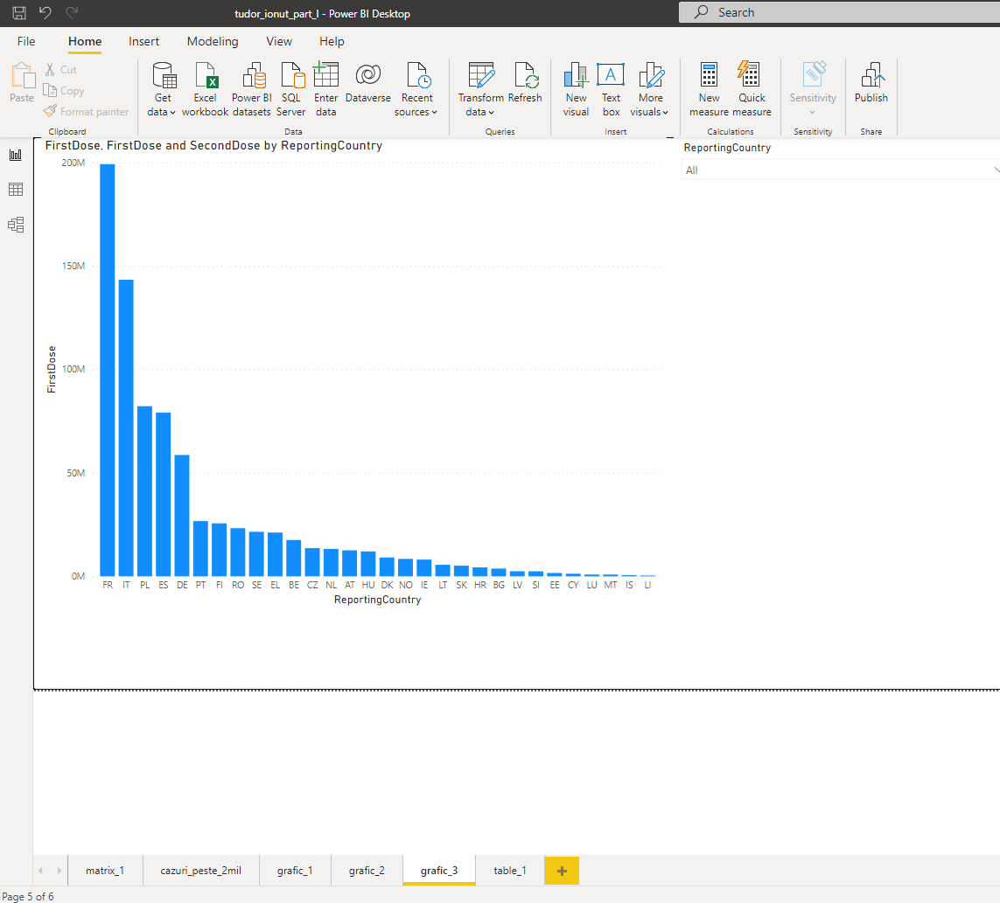 tudor_ionut_part_I - Power BI Desktop
Search
File Home Insert Modeling View Help
Paste
Cut
Copy
Format painter
Clipboard
Get data
Excel workbook
Power BI datasets
SQL Server
Enter data
Dataverse
Recent sources
Data
Transform data
Refresh
Queries
New visual
Text box
More visuals
Insert
New measure
Quick measure
Calculations
Sensitivity
Sensitivity
Publish
Share
FirstDose, FirstDose and SecondDose by ReportingCountry
200M
150M
100M
50M
0M
FirstDose
FR IT PL ES DE PT FI RO SE EL BE CZ NL AT HU DK NO IE LT SK HR BG LV SI EE CY LU MT IS LI
ReportingCountry
ReportingCountry
All
matrix_1 cazuri_peste_2mil grafic_1 grafic_2 grafic_3 table_1
Page 5 of 6